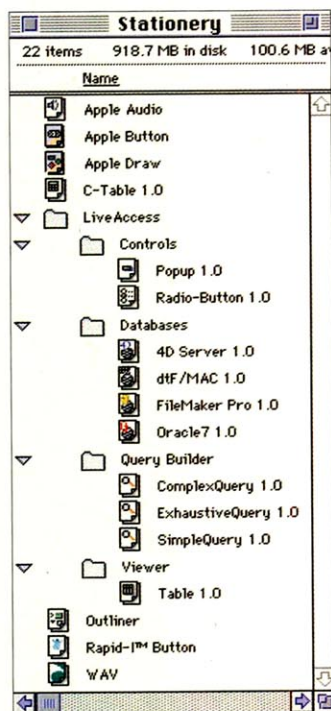 Stationery
22 items 918.7 MB in disk 100.6 MB av
Name
Apple Audio
Apple Button
Apple Draw
C-Table 1.0
LiveAccess
Controls
Popup 1.0
Radio-Button 1.0
Databases
4D Server 1.0
dtF/MAC 1.0
FileMaker Pro 1.0
Oracle7 1.0
Query Builder
ComplexQuery 1.0
ExhaustiveQuery 1.0
SimpleQuery 1.0
Viewer
Table 1.0
Outliner
Rapid-I™ Button
WAV